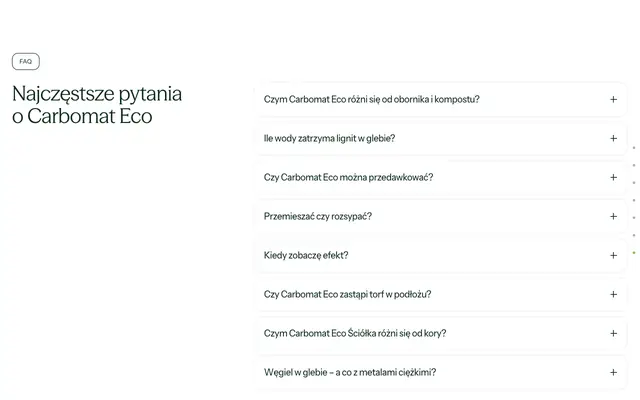 FAQ
Najczęstsze pytania
o Carbomat Eco
Czym Carbomat Eco różni się od obornika i kompostu?
Ile wody zatrzyma lignit w glebie?
Czy Carbomat Eco można przedawkować?
Przemieszać czy rozsypać?
Kiedy zobaczę efekt?
Czy Carbomat Eco zastąpi torf w podłożu?
Czym Carbomat Eco Ściółka różni się od kory?
Węgiel w glebie – a co z metalami ciężkimi?